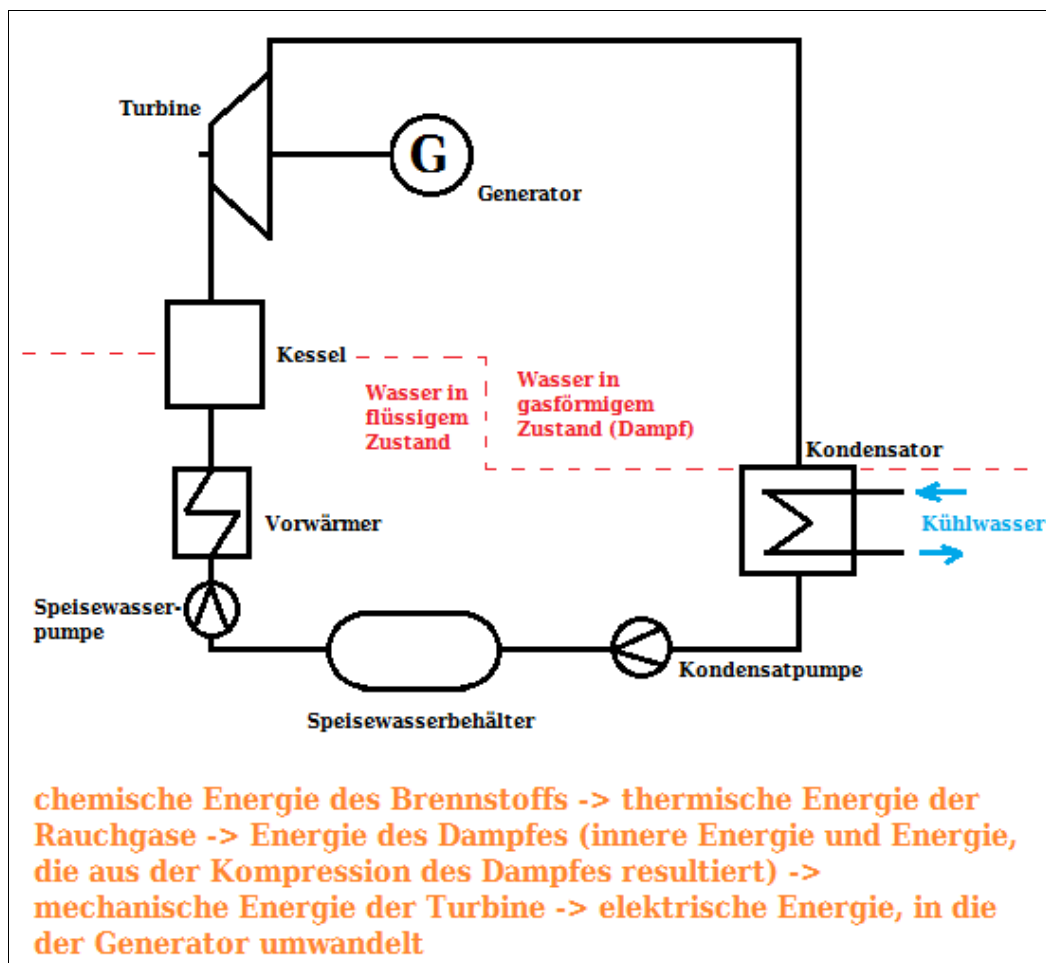 Turbine
G
Generator
Kessel
Wasser in
flüssigem
Zustand
Wasser in
gasförmigem
Zustand (Dampf)
Kondensator
Kühlwasser
Vorwärmer
Speisewasser-
pumpe
Kondensatpumpe
Speisewasserbehälter
chemische Energie des Brennstoffs -> thermische Energie der
Rauchgase -> Energie des Dampfes (innere Energie und Energie,
die aus der Kompression des Dampfes resultiert) ->
mechanische Energie der Turbine -> elektrische Energie, in die
der Generator umwandelt